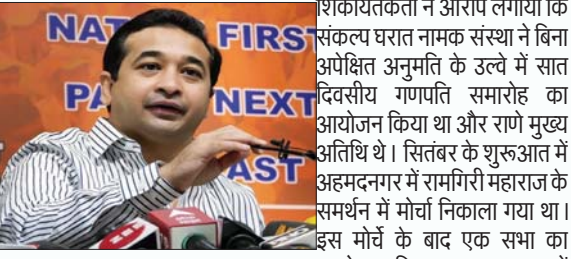 NAT FIRST
PA NEXT
AST
शिकायतकर्ता ने आरोप लगाया कि
संकल्प घरात नामक संस्था ने बिना
अपेक्षित अनुमति के उल्वे में सात
दिवसीय गणपति समारोह का
आयोजन किया था और राणे मुख्य
अतिथि थे। सितंबर के शुरूआत में
अहमदनगर में रामगिरी महाराज के
समर्थन में मोर्चा निकाला गया था।
इस मोर्चे के बाद एक सभा का